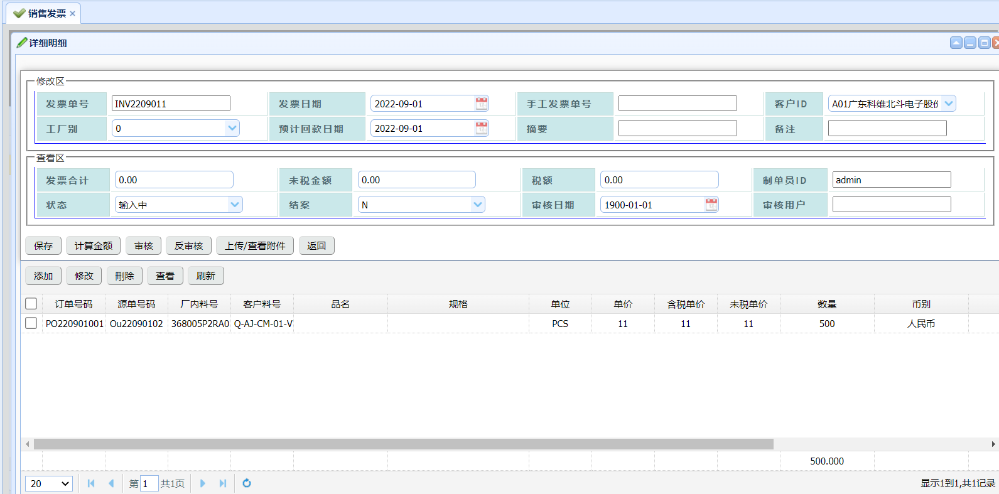 销售发票
详细明细
修改区
发票单号 INV2209011 发票日期 2022-09-01 手工发票单号 客户ID A01广东科维北斗电子股份
工厂别 0 预计回款日期 2022-09-01 摘要 备注
查看区
发票合计 0.00 未税金额 0.00 税额 0.00 制单员ID admin
状态 输入中 结案 N 审核日期 1900-01-01 审核用户
保存 计算金额 审核 反审核 上传/查看附件 返回
添加 修改 刪除 查看 刷新
订单号码 源单号码 厂内料号 客户料号 品名 规格 单位 单价 含税单价 未税单价 数量 币别
PO220901001 Ou22090102 368005P2RA0 Q-AJ-CM-01-V PCS 11 11 11 500 人民币
500.000
20 第 1 共1页 显示1到1,共1记录